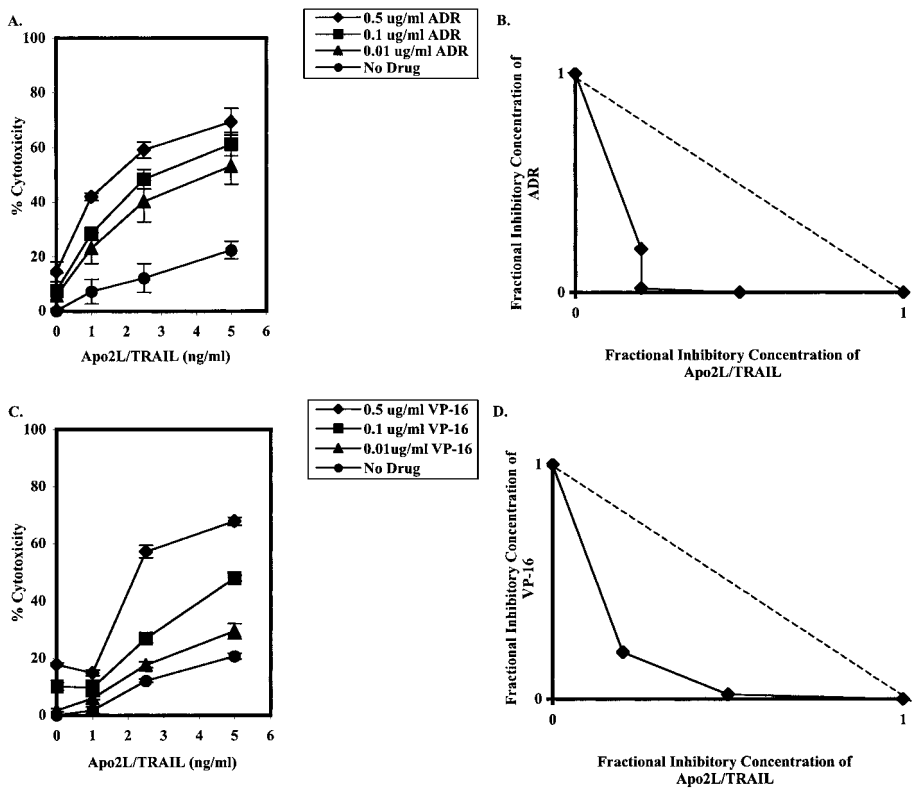 A.
0.5 ug/ml ADR
0.1 ug/ml ADR
0.01 ug/ml ADR
No Drug
100
80
60
40
20
0
% Cytotoxicity
0 1 2 3 4 5 6
Apo2L/TRAIL (ng/ml)
B.
Fractional Inhibitory Concentration of
ADR
1
0
0 1
Fractional Inhibitory Concentration of
Apo2L/TRAIL
C.
0.5 ug/ml VP-16
0.1 ug/ml VP-16
0.01ug/ml VP-16
No Drug
100
80
60
40
20
0
% Cytotoxicity
0 1 2 3 4 5 6
Apo2L/TRAIL (ng/ml)
D.
Fractional Inhibitory Concentration of
VP-16
1
0
0 1
Fractional Inhibitory Concentration of
Apo2L/TRAIL